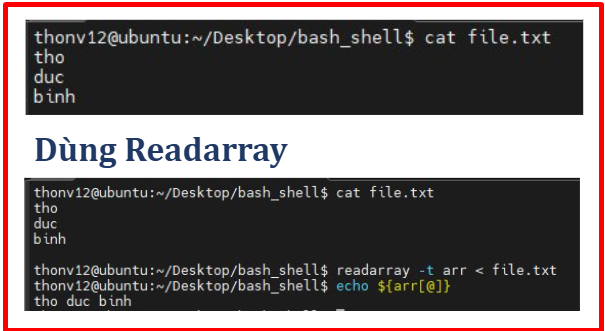 thonv12@ubuntu:~/Desktop/bash_shell$ cat file.txt
tho
duc
binh
Dùng Readarray
thonv12@ubuntu:~/Desktop/bash_shell$ cat file.txt
tho
duc
binh
thonv12@ubuntu:~/Desktop/bash_shell$ readarray -t arr < file.txt
thonv12@ubuntu:~/Desktop/bash_shell$ echo ${arr[@]}
tho duc binh